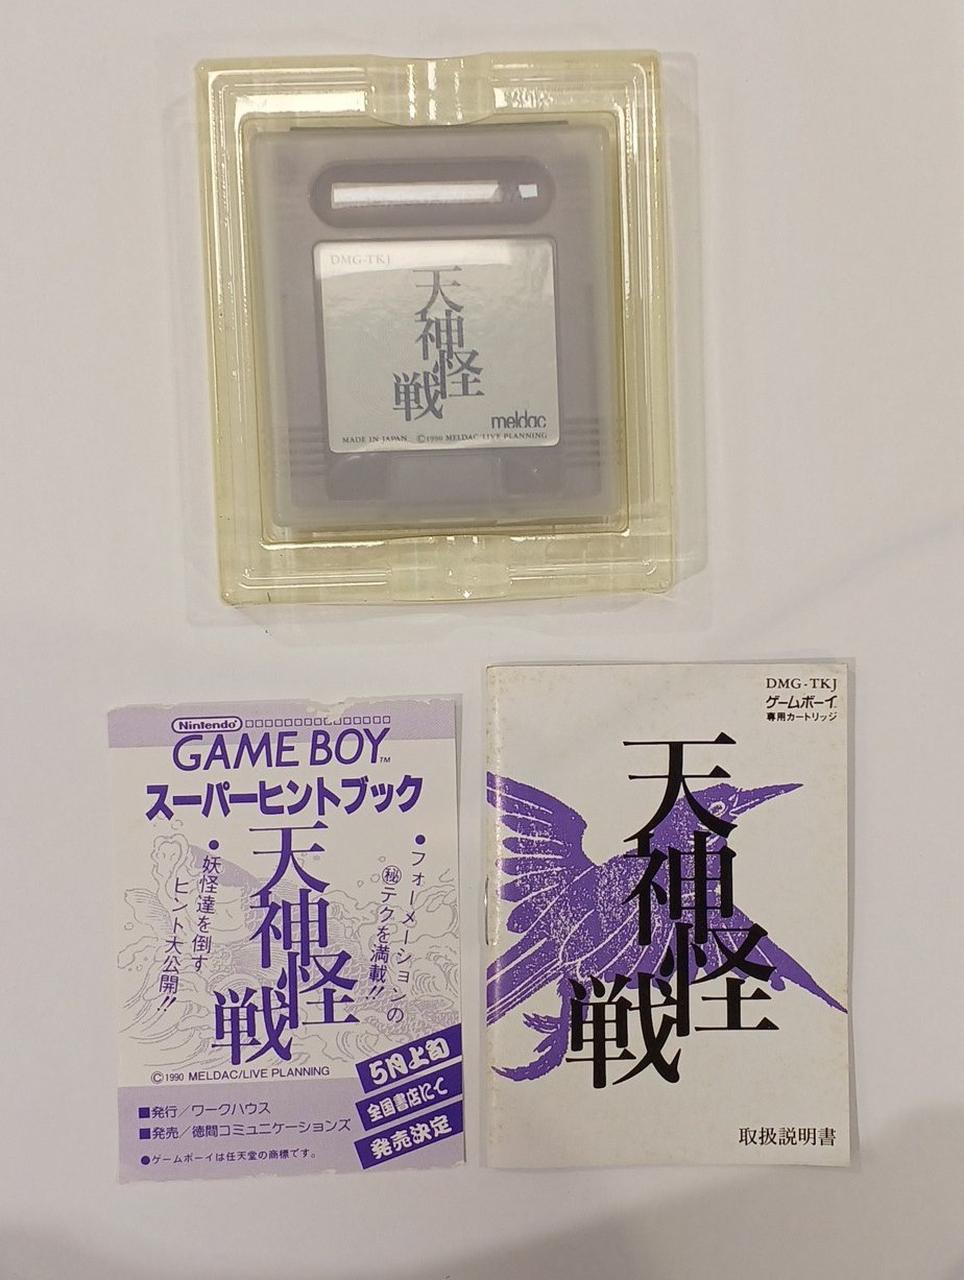 DMG-TKJ
天神怪戦
meldac
MADE IN JAPAN ©1990 MELDAC/LIVE PLANNING
Nintendo®
GAME BOY™
スーパーヒントブック
•フォーメーションの
㊙テクを満載!!
天神怪戦
•妖怪達を倒す
ヒント大公開!!
©1990 MELDAC/LIVE PLANNING
5月上旬
全国書店にて
発売決定
■発行/ワークハウス
■発売/徳間コミュニケーションズ
●ゲームボーイは任天堂の商標です。
DMG-TKJ
ゲームボーイ™
専用カートリッジ
天神怪戦
取扱説明書